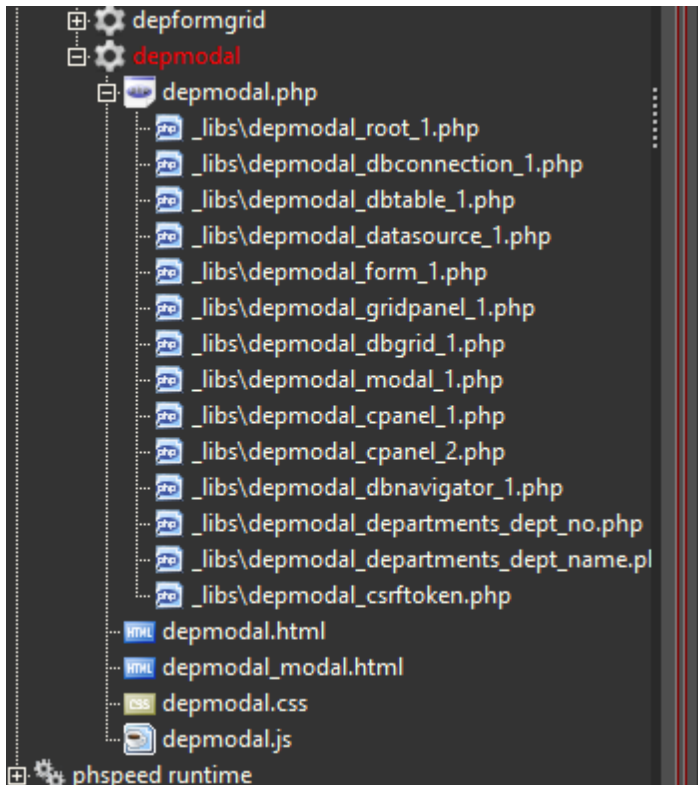 depformgrid
depmodal
depmodal.php
_libs\depmodal_root_1.php
_libs\depmodal_dbconnection_1.php
_libs\depmodal_dbtable_1.php
_libs\depmodal_datasource_1.php
_libs\depmodal_form_1.php
_libs\depmodal_gridpanel_1.php
_libs\depmodal_dbgrid_1.php
_libs\depmodal_modal_1.php
_libs\depmodal_cpanel_1.php
_libs\depmodal_cpanel_2.php
_libs\depmodal_dbnavigator_1.php
_libs\depmodal_departments_dept_no.php
_libs\depmodal_departments_dept_name.pl
_libs\depmodal_csrftoken.php
depmodal.html
depmodal_modal.html
depmodal.css
depmodal.js
phspeed runtime